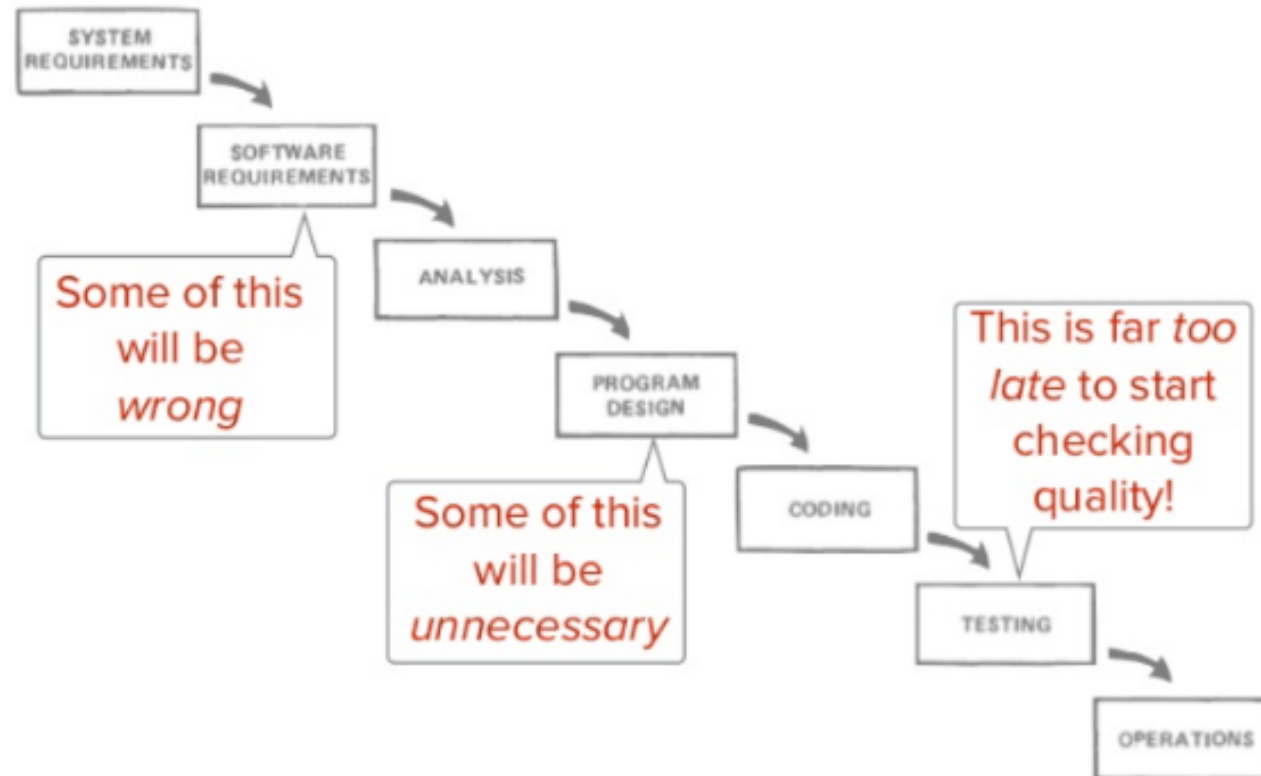 SYSTEM
REQUIREMENTS
SOFTWARE
REQUIREMENTS
Some of this
will be
wrong
ANALYSIS
PROGRAM
DESIGN
Some of this
will be
unnecessary
CODING
This is far too
late to start
checking
quality!
TESTING
OPERATIONS